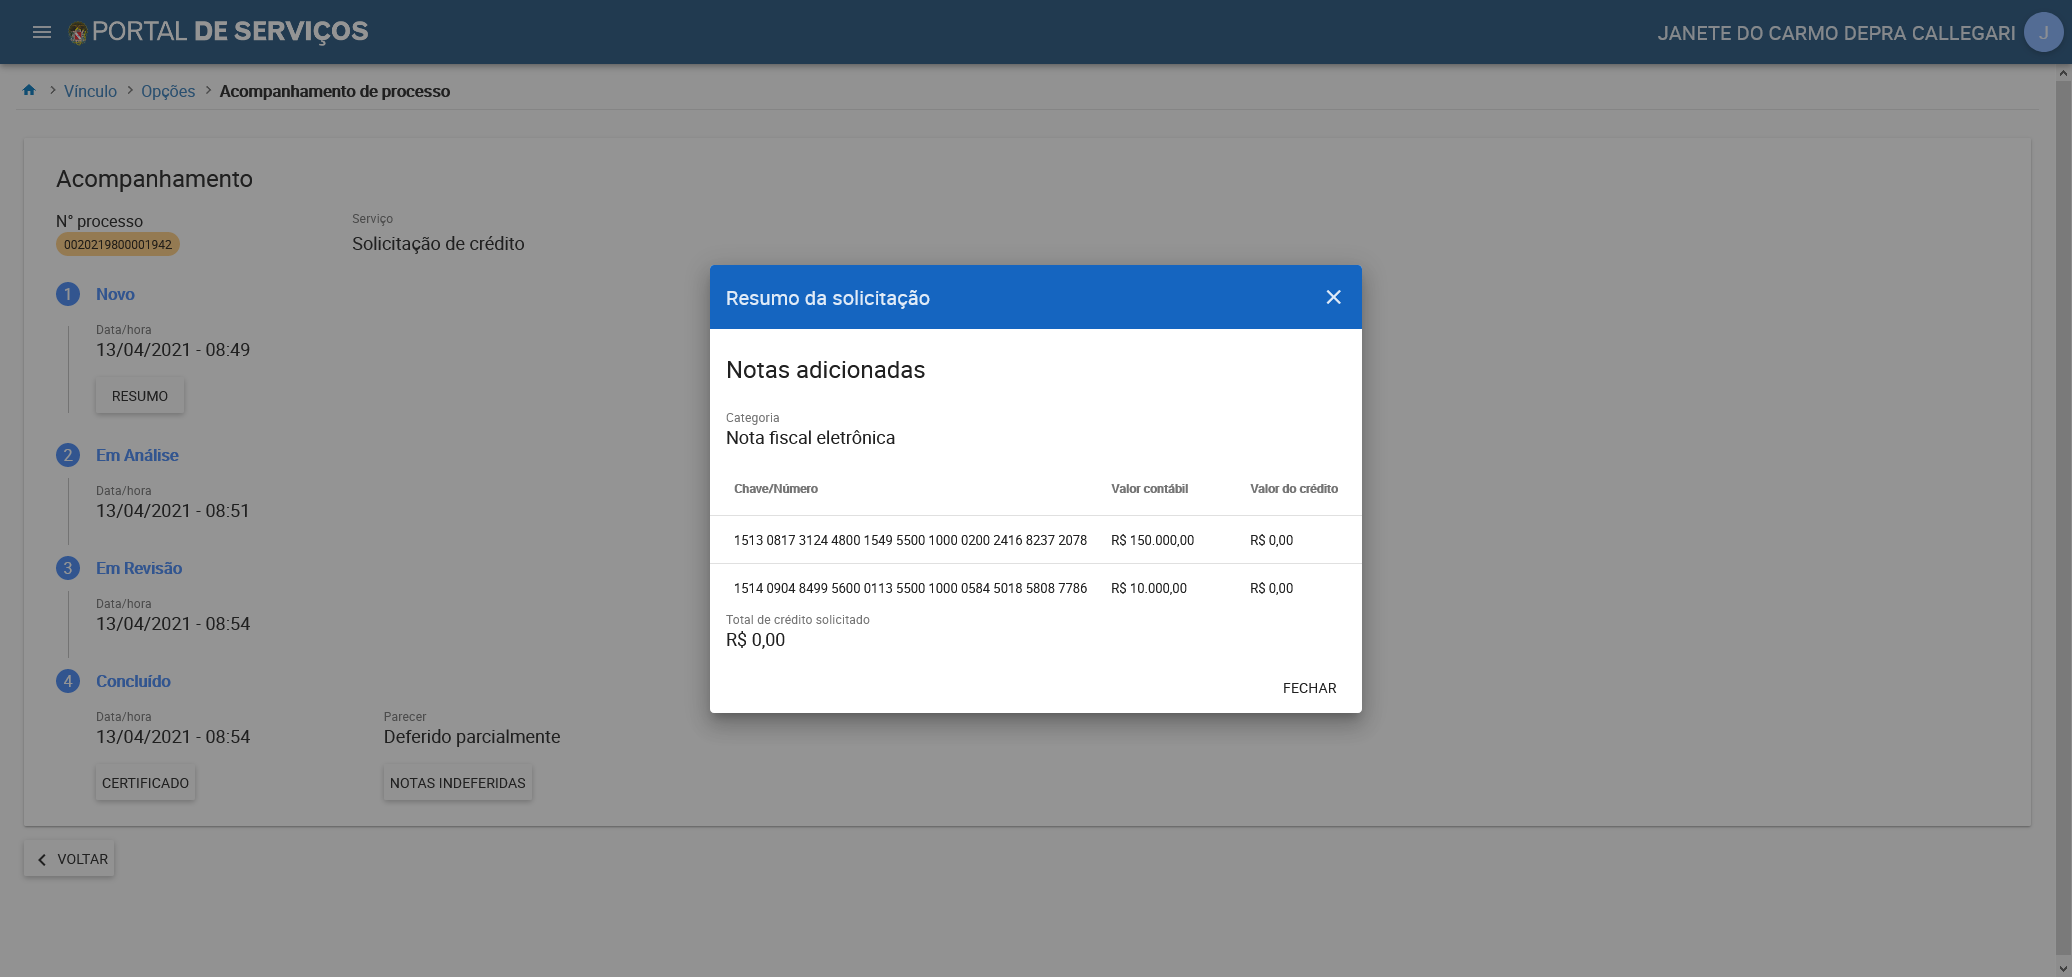 PORTAL DE SERVIÇOS
JANETE DO CARMO DEPRA CALLEGARI J
Vínculo Opções Acompanhamento de processo
Acompanhamento
N° processo
0020219800001942
Serviço
Solicitação de crédito
1 Novo
Data/hora
13/04/2021 - 08:49
RESUMO
2 Em Análise
Data/hora
13/04/2021 - 08:51
3 Em Revisão
Data/hora
13/04/2021 - 08:54
4 Concluído
Data/hora
13/04/2021 - 08:54
Parecer
Deferido parcialmente
CERTIFICADO
NOTAS INDEFERIDAS
VOLTAR
Resumo da solicitação
Notas adicionadas
Categoria
Nota fiscal eletrônica
Chave/Número Valor contábil Valor do crédito
1513 0817 3124 4800 1549 5500 1000 0200 2416 8237 2078 R$ 150.000,00 R$ 0,00
1514 0904 8499 5600 0113 5500 1000 0584 5018 5808 7786 R$ 10.000,00 R$ 0,00
Total de crédito solicitado
R$ 0,00
FECHAR